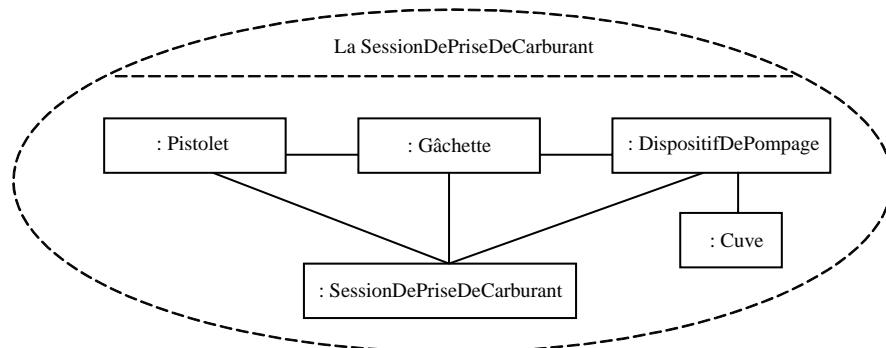 La SessionDePriseDeCarburant
: Pistolet
: Gâchette
: DispositifDePompage
: Cuve
: SessionDePriseDeCarburant